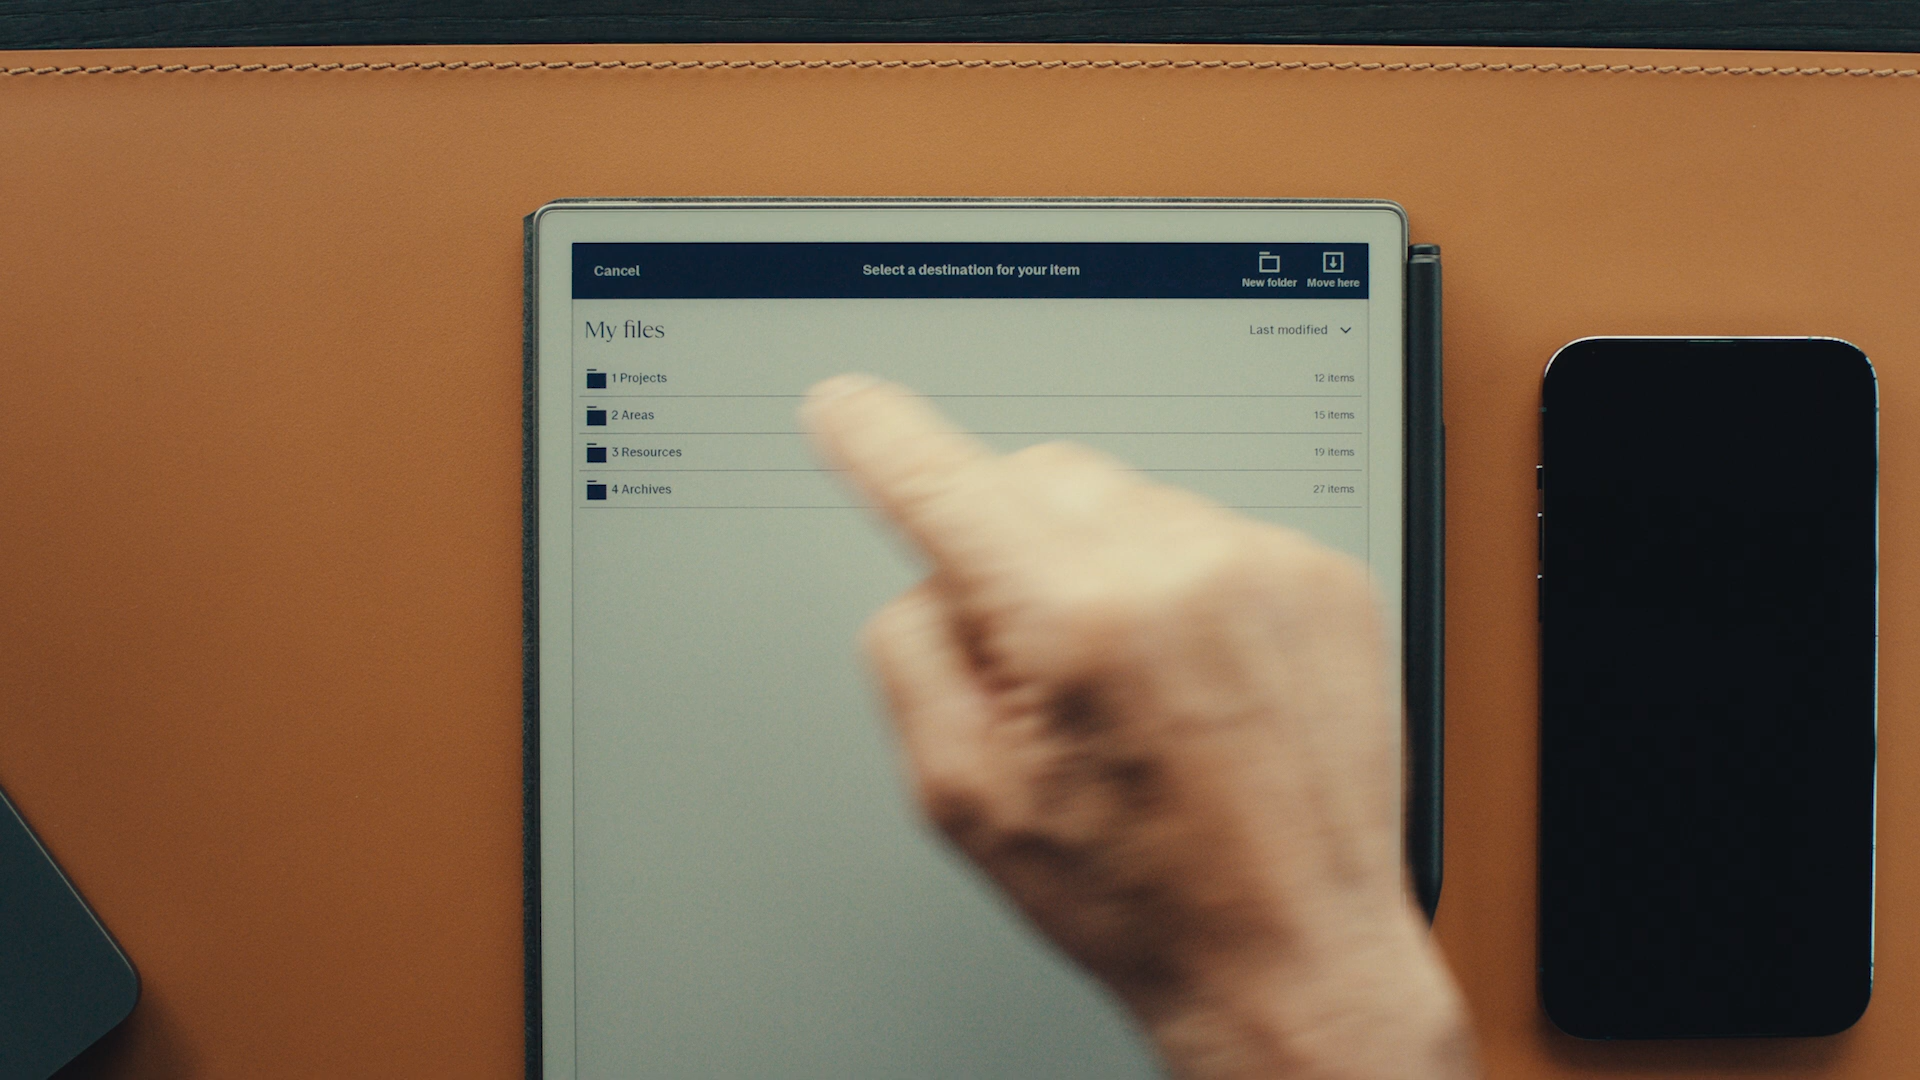 Cancel
Select a destination for your item
New folder
Move here
My files
Last modified
1 Projects
12 items
2 Areas
15 items
3 Resources
19 items
4 Archives
27 items